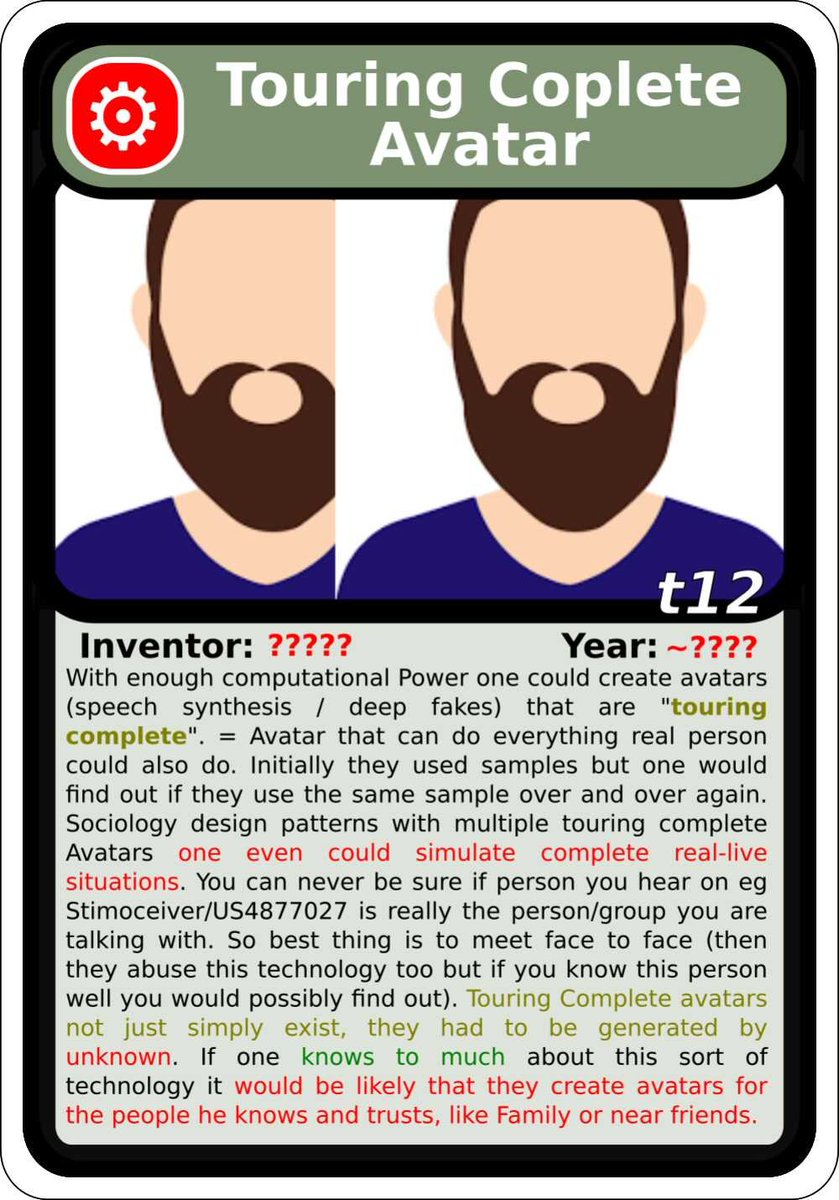 Touring Coplete
Avatar
t12
Inventor: ?????
Year: ~????
With enough computational Power one could create avatars
(speech synthesis / deep fakes) that are "touring
complete". = Avatar that can do everything real person
could also do. Initially they used samples but one would
find out if they use the same sample over and over again.
Sociology design patterns with multiple touring complete
Avatars one even could simulate complete real-live
situations. You can never be sure if person you hear on eg
Stimoceiver/US4877027 is really the person/group you are
talking with. So best thing is to meet face to face (then
they abuse this technology too but if you know this person
well you would possibly find out). Touring Complete avatars
not just simply exist, they had to be generated by
unknown. If one knows to much about this sort of
technology it would be likely that they create avatars for
the people he knows and trusts, like Family or near friends.